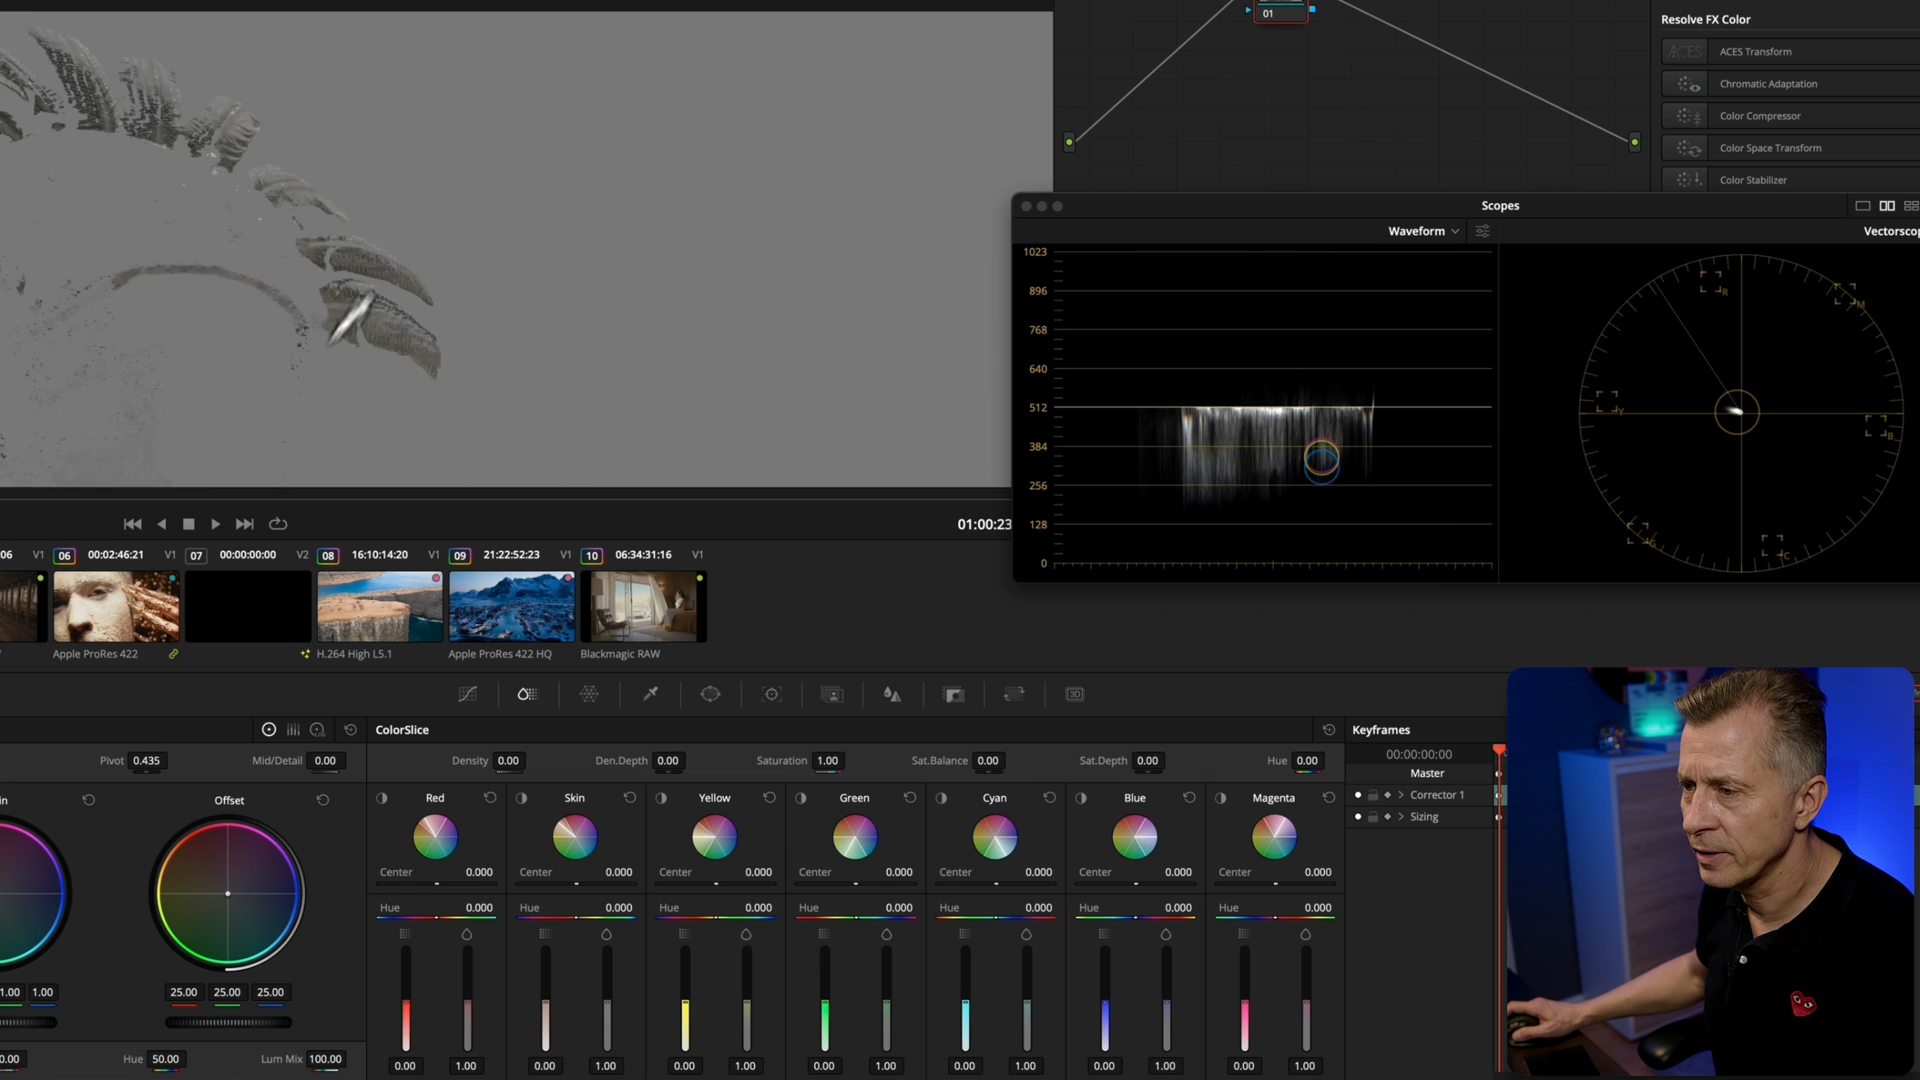 01
Resolve FX Color
ACES
ACES Transform
Chromatic Adaptation
Color Compressor
Color Space Transform
Color Stabilizer
Scopes
Waveform
1023
896
768
640
512
384
256
128
0
R
M
Y
B
G
C
01:00:23
06 V1
06 00:02:46:21 V1
07 00:00:00:00 V2
08 16:10:14:20 V1
09 21:22:52:23 V1
10 06:34:31:16 V1
Apple ProRes 422
H.264 High L5.1
Apple ProRes 422 HQ
Blackmagic RAW
3D
ColorSlice
Keyframes
Pivot 0.435 Mid/Detail 0.00
Density 0.00 Den.Depth 0.00 Saturation 1.00 Sat.Balance 0.00 Sat.Depth 0.00 Hue 0.00
00:00:00:00
Master
Corrector 1
Sizing
Offset
Red Skin Yellow Green Cyan Blue Magenta
Center 0.000 Center 0.000 Center 0.000 Center 0.000 Center 0.000 Center 0.000 Center 0.000
Hue 0.000 Hue 0.000 Hue 0.000 Hue 0.000 Hue 0.000 Hue 0.000 Hue 0.000
1.00 1.00 25.00 25.00 25.00
0.00 Hue 50.00 Lum Mix 100.00
0.00 1.00 0.00 1.00 0.00 1.00 0.00 1.00 0.00 1.00 0.00 1.00 0.00 1.00